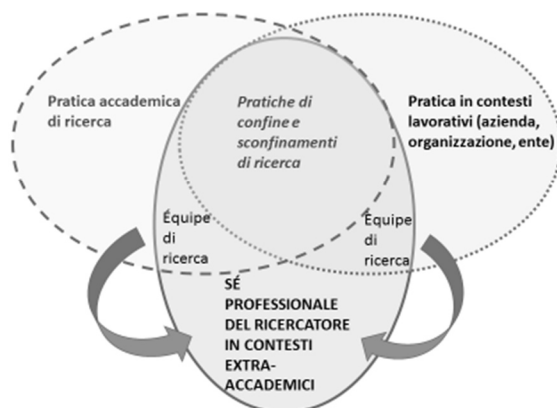 Pratica accademica
di ricerca
Pratiche di
confine e
sconfinamenti
di ricerca
Pratica in contesti
lavorativi (azienda,
organizzazione, ente)
Équipe
di
ricerca
Équipe
di
ricerca
SÉ
PROFESSIONALE
DEL RICERCATORE
IN CONTESTI
EXTRA-
ACCADEMICI